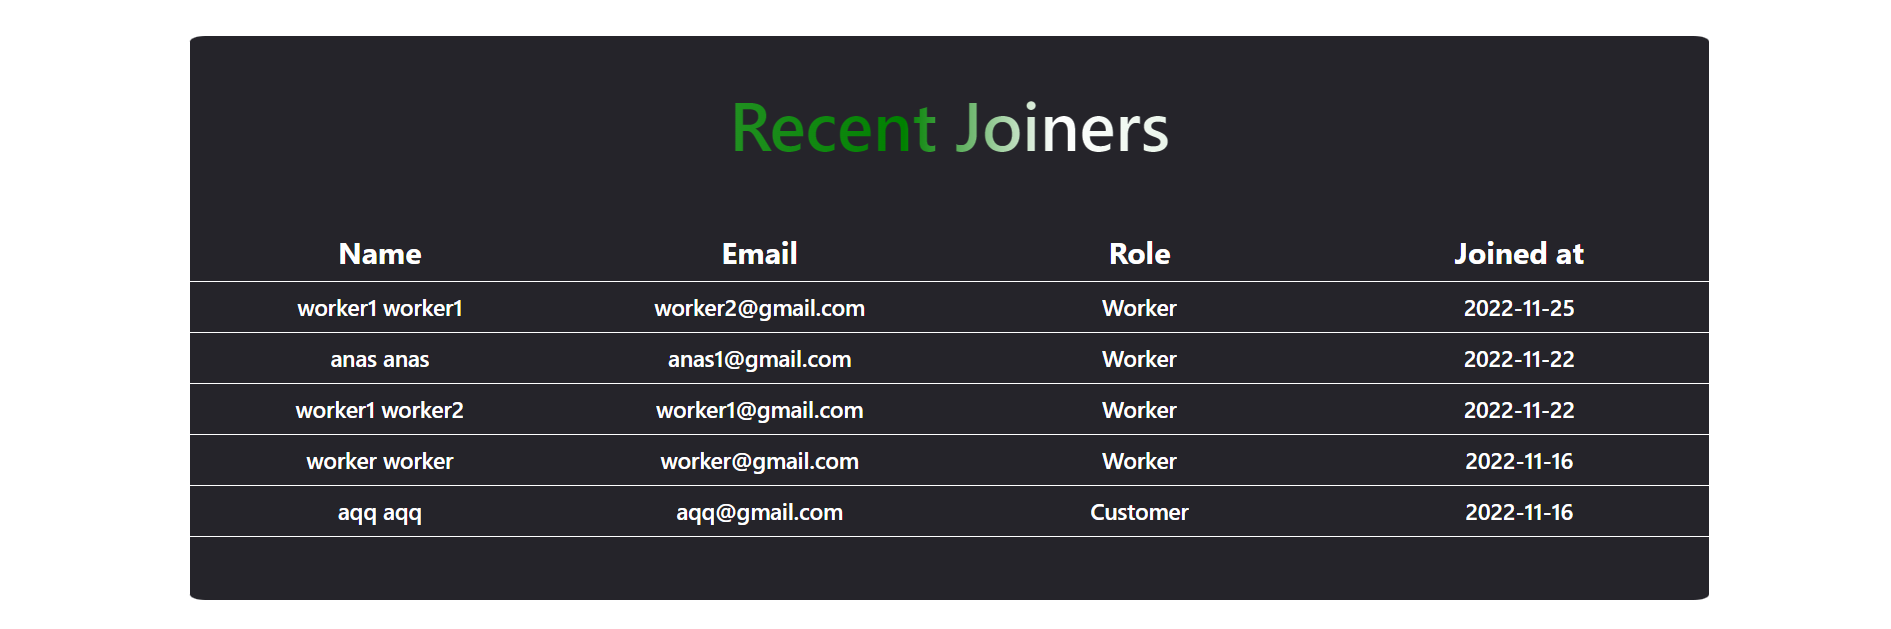 Recent Joiners
Name Email Role Joined at
worker1 worker1 worker2@gmail.com Worker 2022-11-25
anas anas anas1@gmail.com Worker 2022-11-22
worker1 worker2 worker1@gmail.com Worker 2022-11-22
worker worker worker@gmail.com Worker 2022-11-16
aqq aqq aqq@gmail.com Customer 2022-11-16